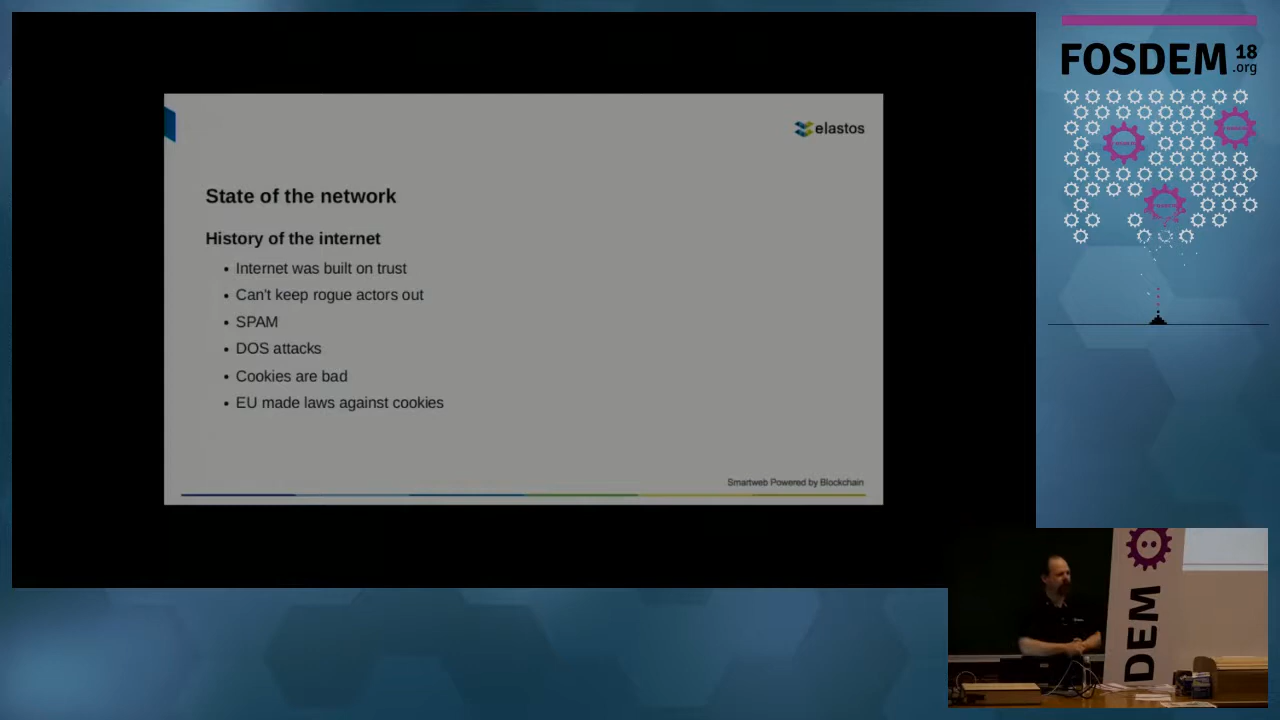 elastos
State of the network
History of the internet
• Internet was built on trust
• Can't keep rogue actors out
• SPAM
• DOS attacks
• Cookies are bad
• EU made laws against cookies
Smartweb Powered by Blockchain
FOSDEM 18
.org
DEM